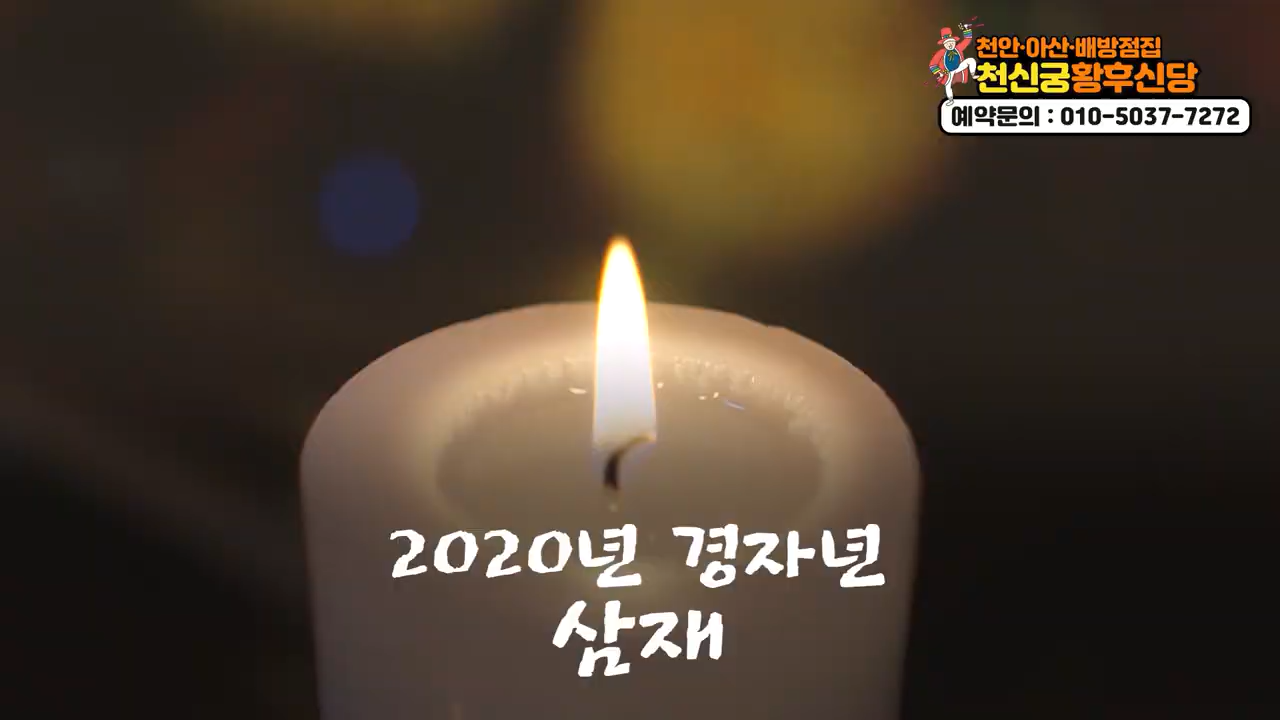 천안·아산·배방점집
천신궁황후신당
예약문의 : 010-5037-7272
2020년 경자년
삼재